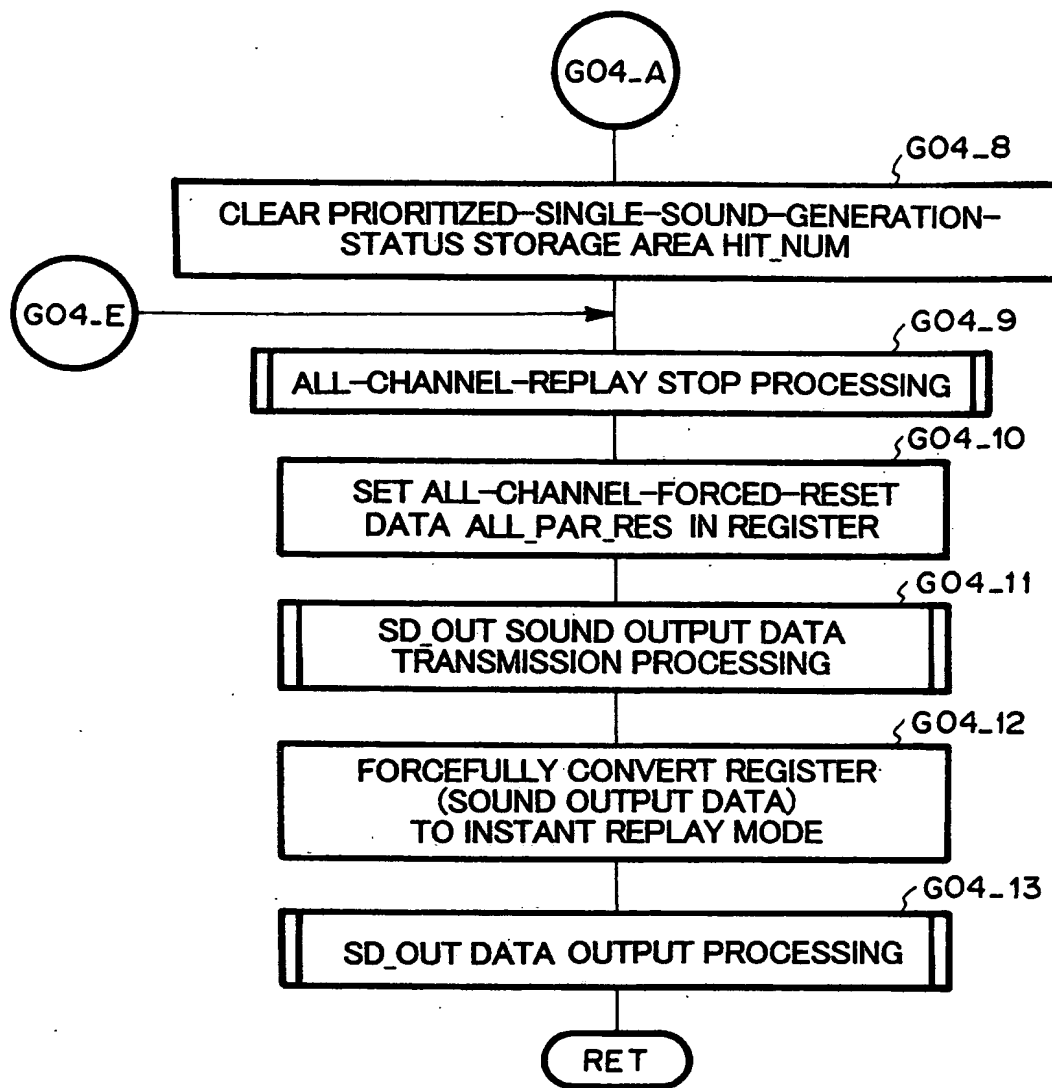 G04_A
G04_8
CLEAR PRIORITIZED-SINGLE-SOUND-GENERATION-
STATUS STORAGE AREA HIT_NUM
G04_E
G04_9
ALL-CHANNEL-REPLAY STOP PROCESSING
G04_10
SET ALL-CHANNEL-FORCED-RESET
DATA ALL_PAR_RES IN REGISTER
G04_11
SD_OUT SOUND OUTPUT DATA
TRANSMISSION PROCESSING
G04_12
FORCEFULLY CONVERT REGISTER
(SOUND OUTPUT DATA)
TO INSTANT REPLAY MODE
G04_13
SD_OUT DATA OUTPUT PROCESSING
RET